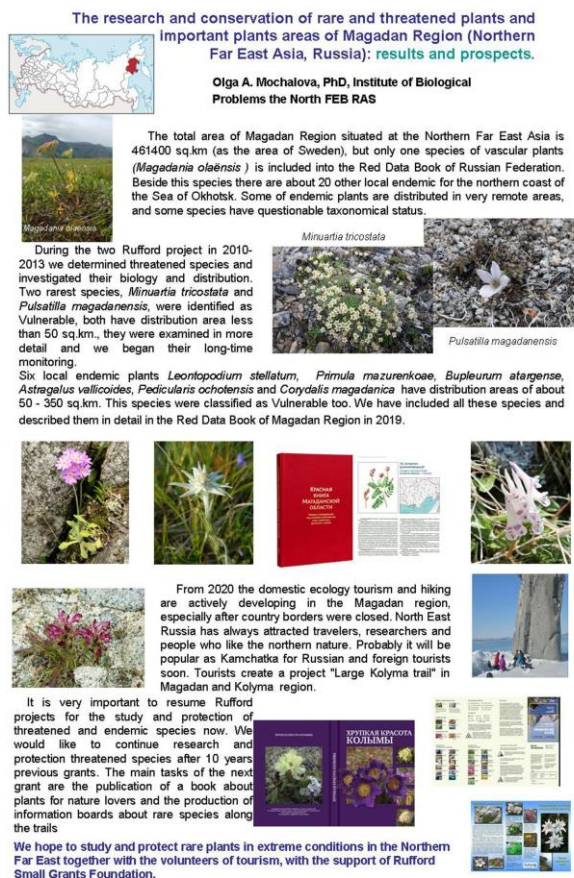 The research and conservation of rare and threatened plants and
important plants areas of Magadan Region (Northern
Far East Asia, Russia): results and prospects.
Olga A. Mochalova, PhD, Institute of Biological
Problems the North FEB RAS
The total area of Magadan Region situated at the Northern Far East Asia is
461400 sq.km (as the area of Sweden), but only one species of vascular plants
(Magadania olaënsis ) is included into the Red Data Book of Russian Federation.
Beside this species there are about 20 other local endemic for the northern coast of
the Sea of Okhotsk. Some of endemic plants are distributed in very remote areas,
and some species have questionable taxonomical status.
Magadania olaensis
Minuartia tricostata
During the two Rufford project in 2010-
2013 we determined threatened species and
investigated their biology and distribution.
Two rarest species, Minuartia tricostata and
Pulsatilla magadanensis, were identified as
Vulnerable, both have distribution area less
than 50 sq.km., they were examined in more
detail and we began their long-time
monitoring.
Pulsatilla magadanensis
Six local endemic plants Leontopodium stellatum, Primula mazurenkoae, Bupleurum atargense,
Astragalus vallicoides, Pedicularis ochotensis and Corydalis magadanica have distribution areas of about
50 - 350 sq.km. This species were classified as Vulnerable too. We have included all these species and
described them in detail in the Red Data Book of Magadan Region in 2019.
КРАСНАЯ
КНИГА
МАГАДАНСКОЙ
ОБЛАСТИ
From 2020 the domestic ecology tourism and hiking
are actively developing in the Magadan region,
especially after country borders were closed. North East
Russia has always attracted travelers, researchers and
people who like the northern nature. Probably it will be
popular as Kamchatka for Russian and foreign tourists
soon. Tourists create a project "Large Kolyma trail" in
Magadan and Kolyma region.
It is very important to resume Rufford
projects for the study and protection of
threatened and endemic species now. We
would like to continue research and
protection threatened species after 10 years
previous grants. The main tasks of the next
grant are the publication of a book about
plants for nature lovers and the production of
information boards about rare species along
the trails
ХРУПКАЯ КРАСОТА
КОЛЫМЫ
We hope to study and protect rare plants in extreme conditions in the Northern
Far East together with the volunteers of tourism, with the support of Rufford
Small Grants Foundation.